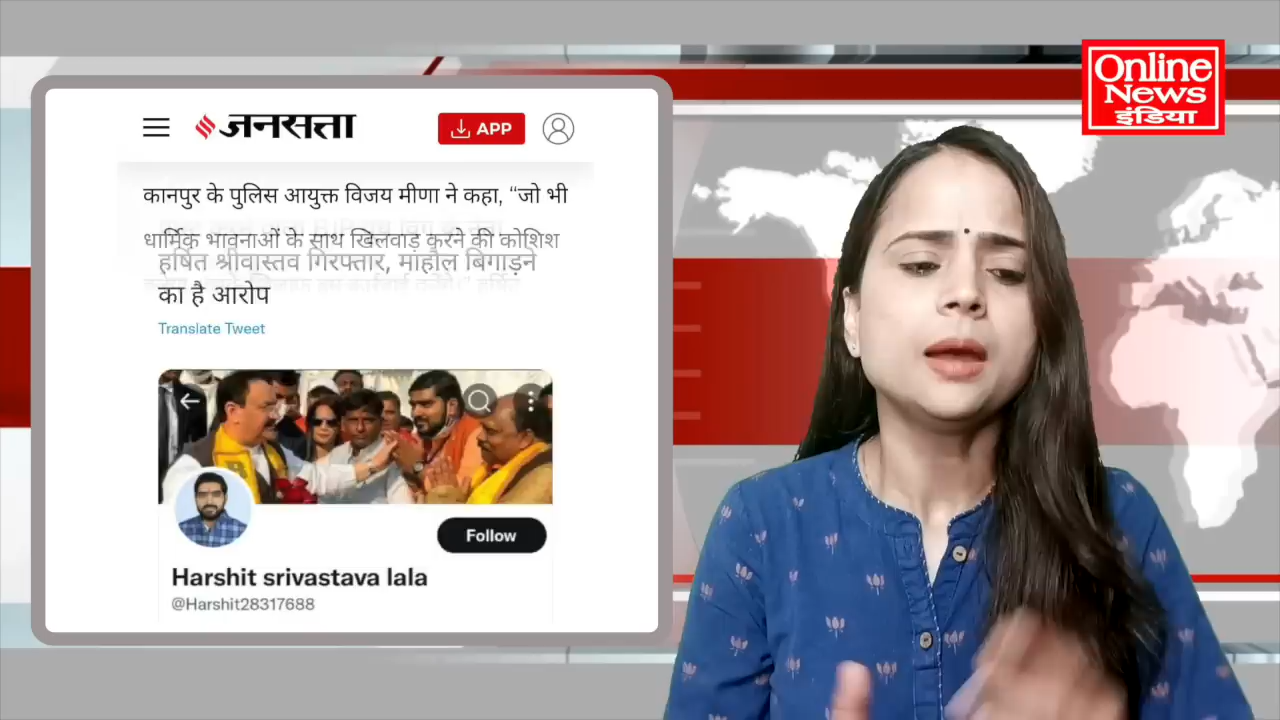 जनसत्ता
APP
कानपुर के पुलिस आयुक्त विजय मीणा ने कहा, “जो भी
धार्मिक भावनाओं के साथ खिलवाड़ करने की कोशिश
हर्षित श्रीवास्तव गिरफ्तार, माहौल बिगाड़ने
का है आरोप
Translate Tweet
Follow
Harshit srivastava lala
@Harshit28317688
Online
News
इंडिया